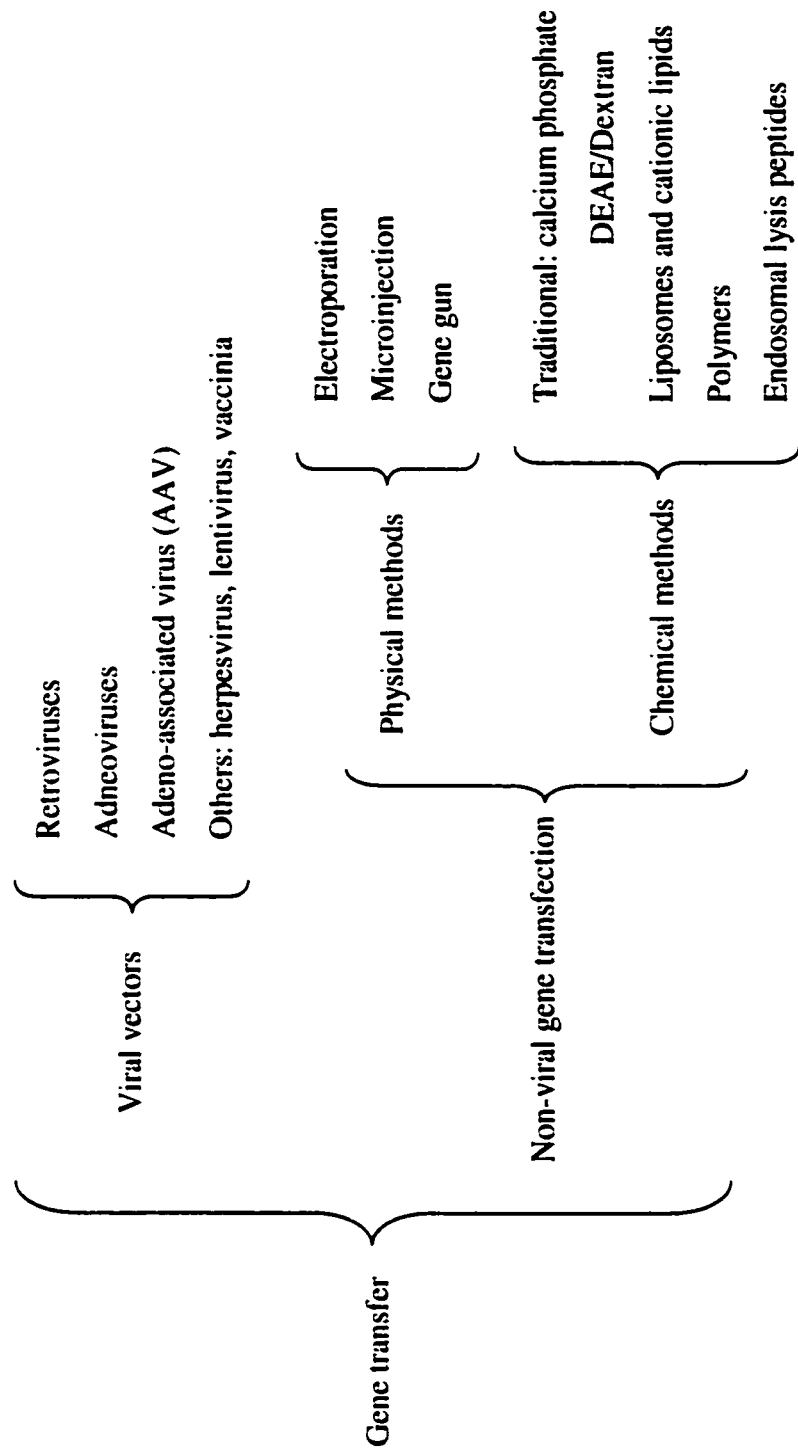 Gene transfer
Viral vectors
Retroviruses
Adneoviruses
Adeno-associated virus (AAV)
Others: herpesvirus, lentivirus, vaccinia
Non-viral gene transfection
Physical methods
Electroporation
Microinjection
Gene gun
Chemical methods
Traditional: calcium phosphate
DEAE/Dextran
Liposomes and cationic lipids
Polymers
Endosomal lysis peptides